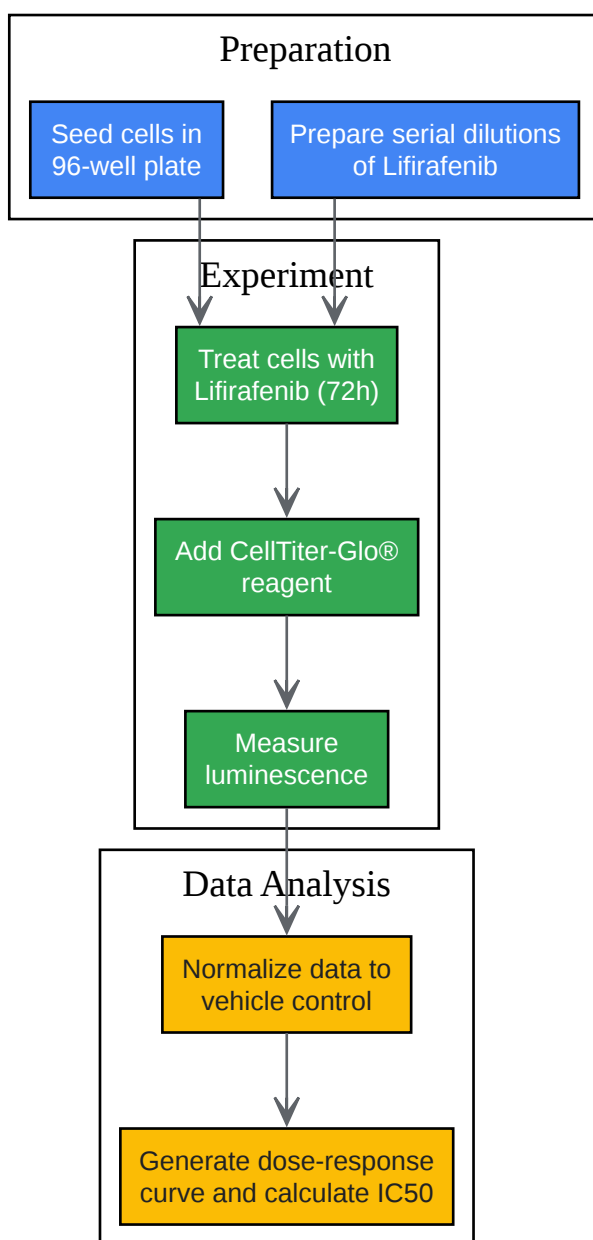 Preparation
Seed cells in
96-well plate
Prepare serial dilutions
of Lifirafenib
Experiment
Treat cells with
Lifirafenib (72h)
Add CellTiter-Glo®
reagent
Measure
luminescence
Data Analysis
Normalize data to
vehicle control
Generate dose-response
curve and calculate IC50